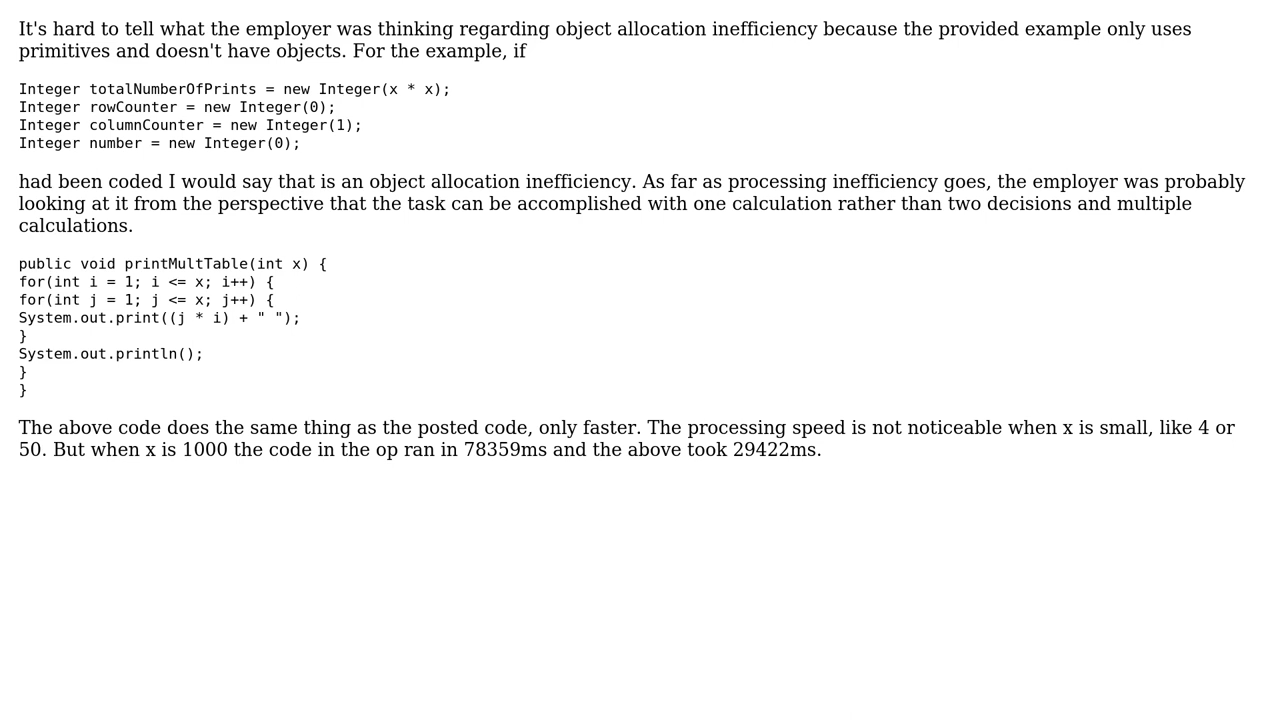 It's hard to tell what the employer was thinking regarding object allocation inefficiency because the provided example only uses
primitives and doesn't have objects. For the example, if
Integer totalNumberOfPrints = new Integer(x * x);
Integer rowCounter = new Integer(0);
Integer columnCounter = new Integer(1);
Integer number = new Integer(0);
had been coded I would say that is an object allocation inefficiency. As far as processing inefficiency goes, the employer was probably
looking at it from the perspective that the task can be accomplished with one calculation rather than two decisions and multiple
calculations.
public void printMultTable(int x) {
for(int i = 1; i <= x; i++) {
for(int j = 1; j <= x; j++) {
System.out.print((j * i) + " ");
}
System.out.println();
}
}
The above code does the same thing as the posted code, only faster. The processing speed is not noticeable when x is small, like 4 or
50. But when x is 1000 the code in the op ran in 78359ms and the above took 29422ms.